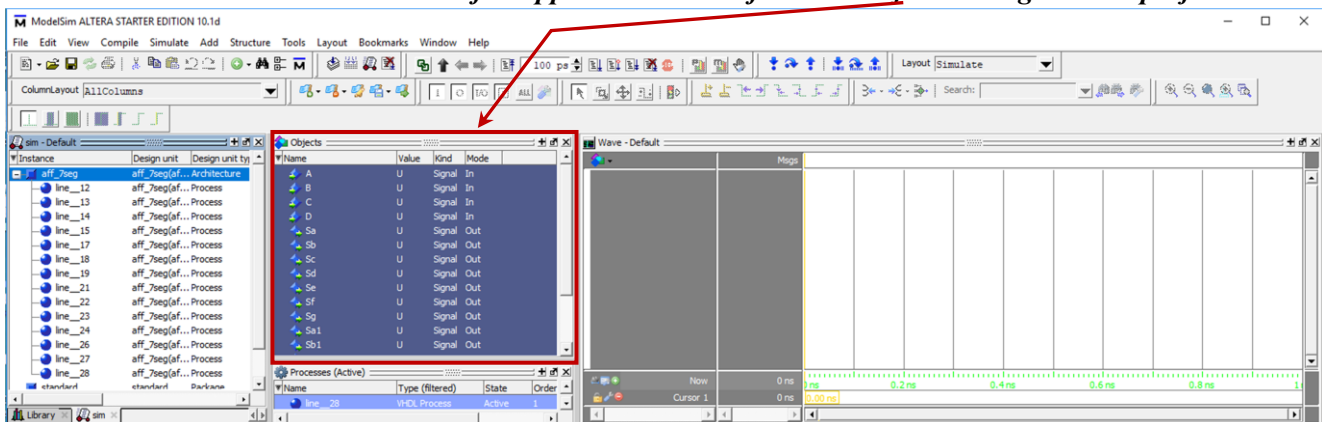 ModelSim ALTERA STARTER EDITION 10.1d
File Edit View Compile Simulate Add Structure Tools Layout Bookmarks Window Help
100 ps Layout Simulate
ColumnLayout AllColumns ALL Search:
sim - Default
Instance Design unit Design unit typ
aff_7seg aff_7seg(af... Architecture
line__12 aff_7seg(af... Process
line__13 aff_7seg(af... Process
line__14 aff_7seg(af... Process
line__15 aff_7seg(af... Process
line__17 aff_7seg(af... Process
line__18 aff_7seg(af... Process
line__19 aff_7seg(af... Process
line__21 aff_7seg(af... Process
line__22 aff_7seg(af... Process
line__23 aff_7seg(af... Process
line__24 aff_7seg(af... Process
line__26 aff_7seg(af... Process
line__27 aff_7seg(af... Process
line__28 aff_7seg(af... Process
standard standard Package
Library sim
Objects
Name Value Kind Mode
A U Signal In
B U Signal In
C U Signal In
D U Signal In
Sa U Signal Out
Sb U Signal Out
Sc U Signal Out
Sd U Signal Out
Se U Signal Out
Sf U Signal Out
Sg U Signal Out
Sa1 U Signal Out
Sb1 U Signal Out
Processes (Active)
Name Type (filtered) State Order
line__28 VHDL Process Active 1
Wave - Default
Msgs
Now 0 ns
Cursor 1 0 ns
ns 0.2 ns 0.4 ns 0.6 ns 0.8 ns
0.00 ns